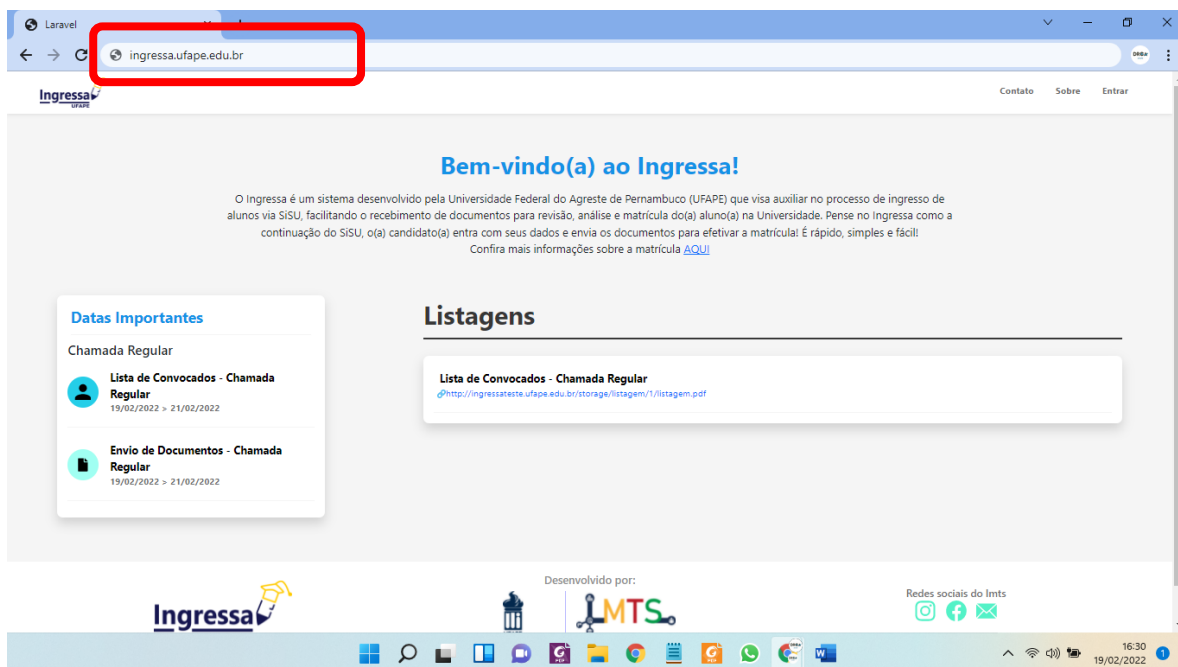 Laravel
ingressa.ufape.edu.br
Ingressa
UFAPE
Contato Sobre Entrar
Bem-vindo(a) ao Ingressa!
O Ingressa é um sistema desenvolvido pela Universidade Federal do Agreste de Pernambuco (UFAPE) que visa auxiliar no processo de ingresso de
alunos via SiSU, facilitando o recebimento de documentos para revisão, análise e matrícula do(a) aluno(a) na Universidade. Pense no Ingressa como a
continuação do SiSU, o(a) candidato(a) entra com seus dados e envia os documentos para efetivar a matrícula! É rápido, simples e fácil!
Confira mais informações sobre a matrícula AQUI
Datas Importantes
Chamada Regular
Lista de Convocados - Chamada
Regular
19/02/2022 > 21/02/2022
Envio de Documentos - Chamada
Regular
19/02/2022 > 21/02/2022
Listagens
Lista de Convocados - Chamada Regular
http://ingressateste.ufape.edu.br/storage/listagem/1/listagem.pdf
Ingressa
Desenvolvido por:
LMTS
Redes sociais do lmts
16:30
19/02/2022
1